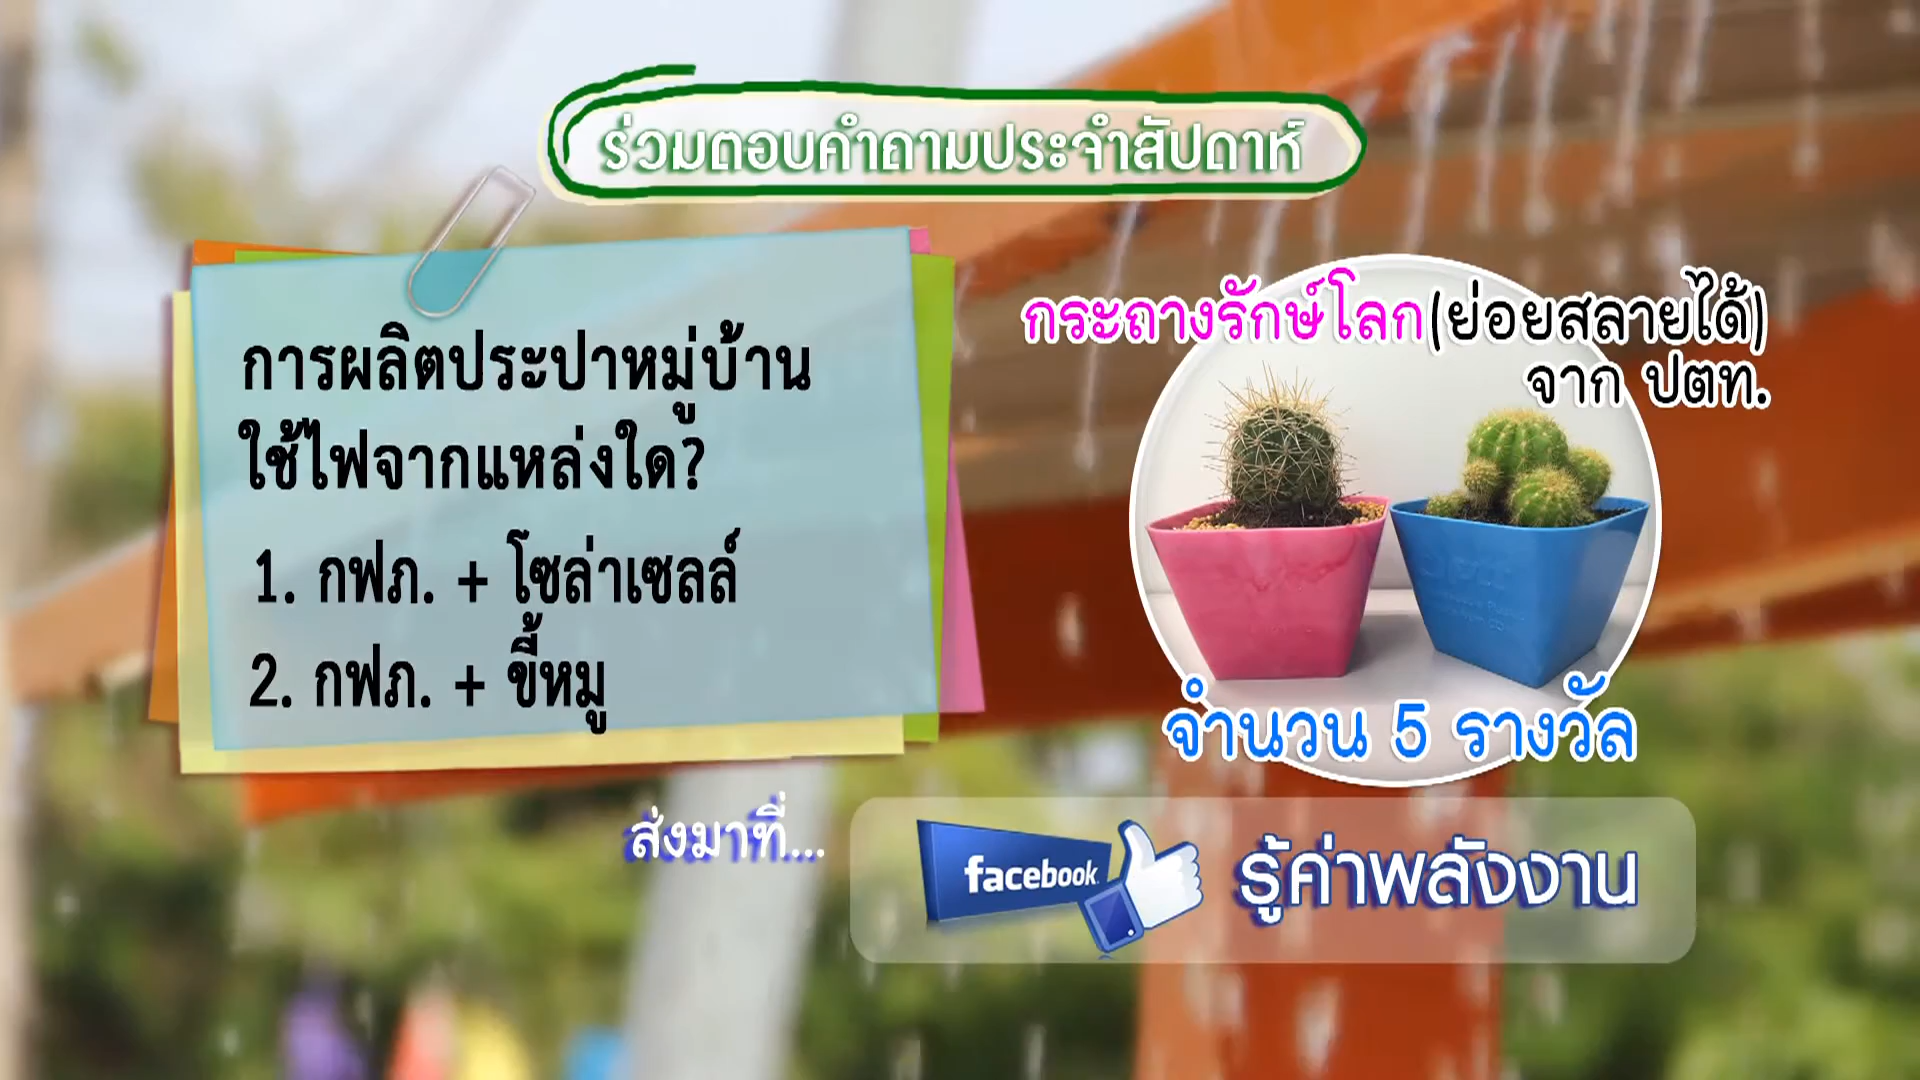 ร่วมตอบคำถามประจำสัปดาห์
การผลิตประปาหมู่บ้าน
ใช้ไฟจากแหล่งใด?
1. กฟภ. + โซล่าเซลล์
2. กฟภ. + ขี้หมู
กระถางรักษ์โลก(ย่อยสลายได้)
จาก ปตท.
จำนวน 5 รางวัล
ส่งมาที่...
facebook
รู้ค่าพลังงาน